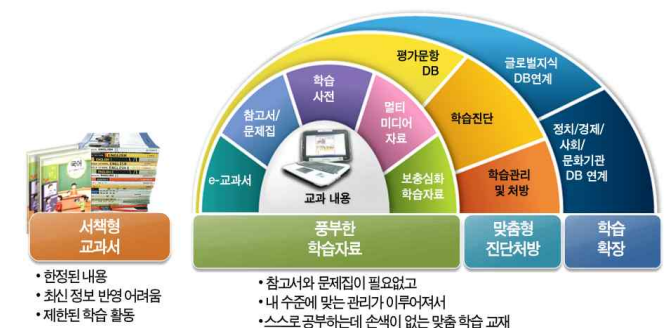 평가문항
DB
글로벌지식
DB연계
학습
사전
참고서/
문제집
멀티
미디어
자료
학습진단
정치/경제/
사회/
문화기관
DB 연계
e-교과서
교과 내용
보충심화
학습자료
학습관리
및 처방
국어
서책형
교과서
풍부한
학습자료
맞춤형
진단처방
학습
확장
• 한정된 내용
• 최신 정보 반영 어려움
• 제한된 학습 활동
• 참고서와 문제집이 필요없고
• 내 수준에 맞는 관리가 이루어져서
• 스스로 공부하는데 손색이 없는 맞춤 학습 교재